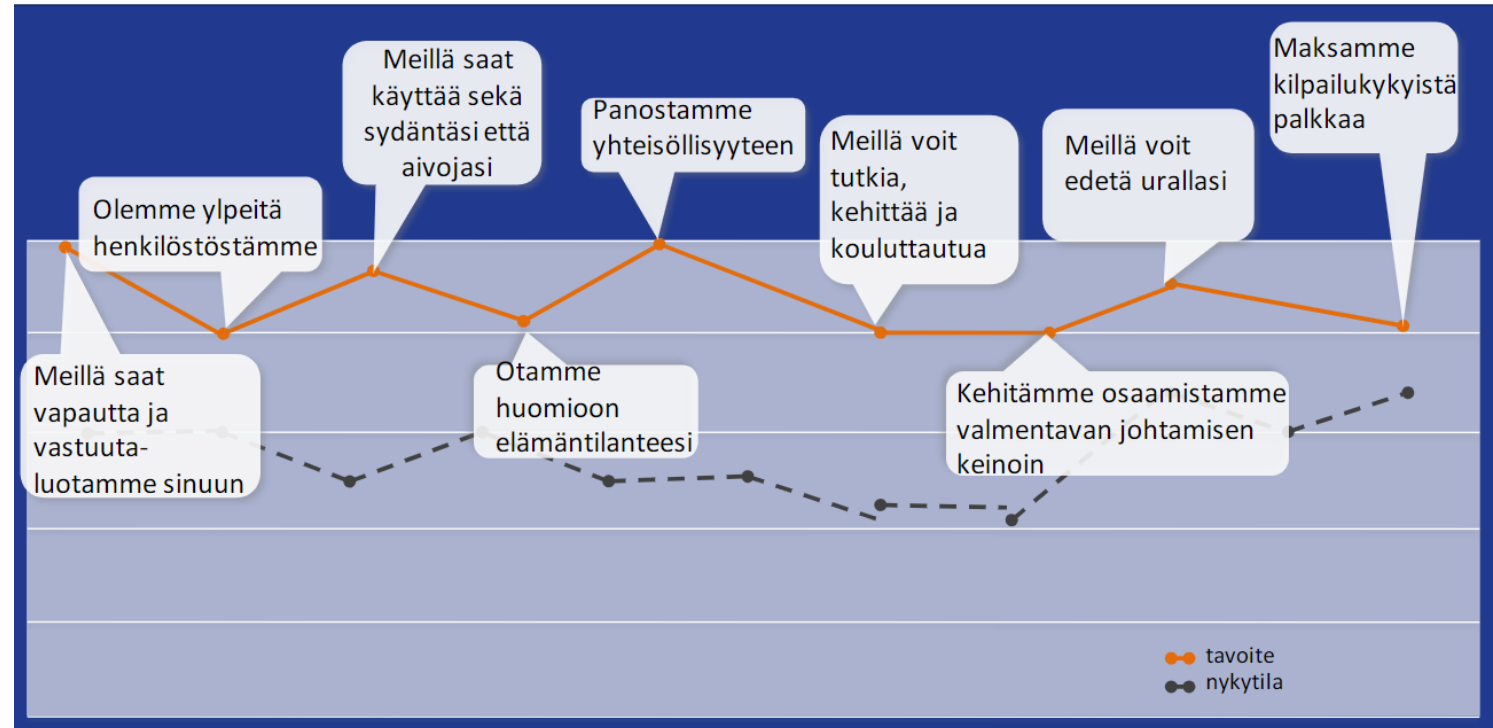 Meillä saat
vapautta ja
vastuuta-
luotamme sinuun
Olemme ylpeitä
henkilöstöstämme
Meillä saat
käyttää sekä
sydäntäsi että
aivojasi
Otamme
huomioon
elämäntilanteesi
Panostamme
yhteisöllisyyteen
Meillä voit
tutkia,
kehittää ja
kouluttautua
Kehitämme osaamistamme
valmentavan johtamisen
keinoin
Meillä voit
edetä urallasi
Maksamme
kilpailukykyistä
palkkaa
tavoite
nykytila